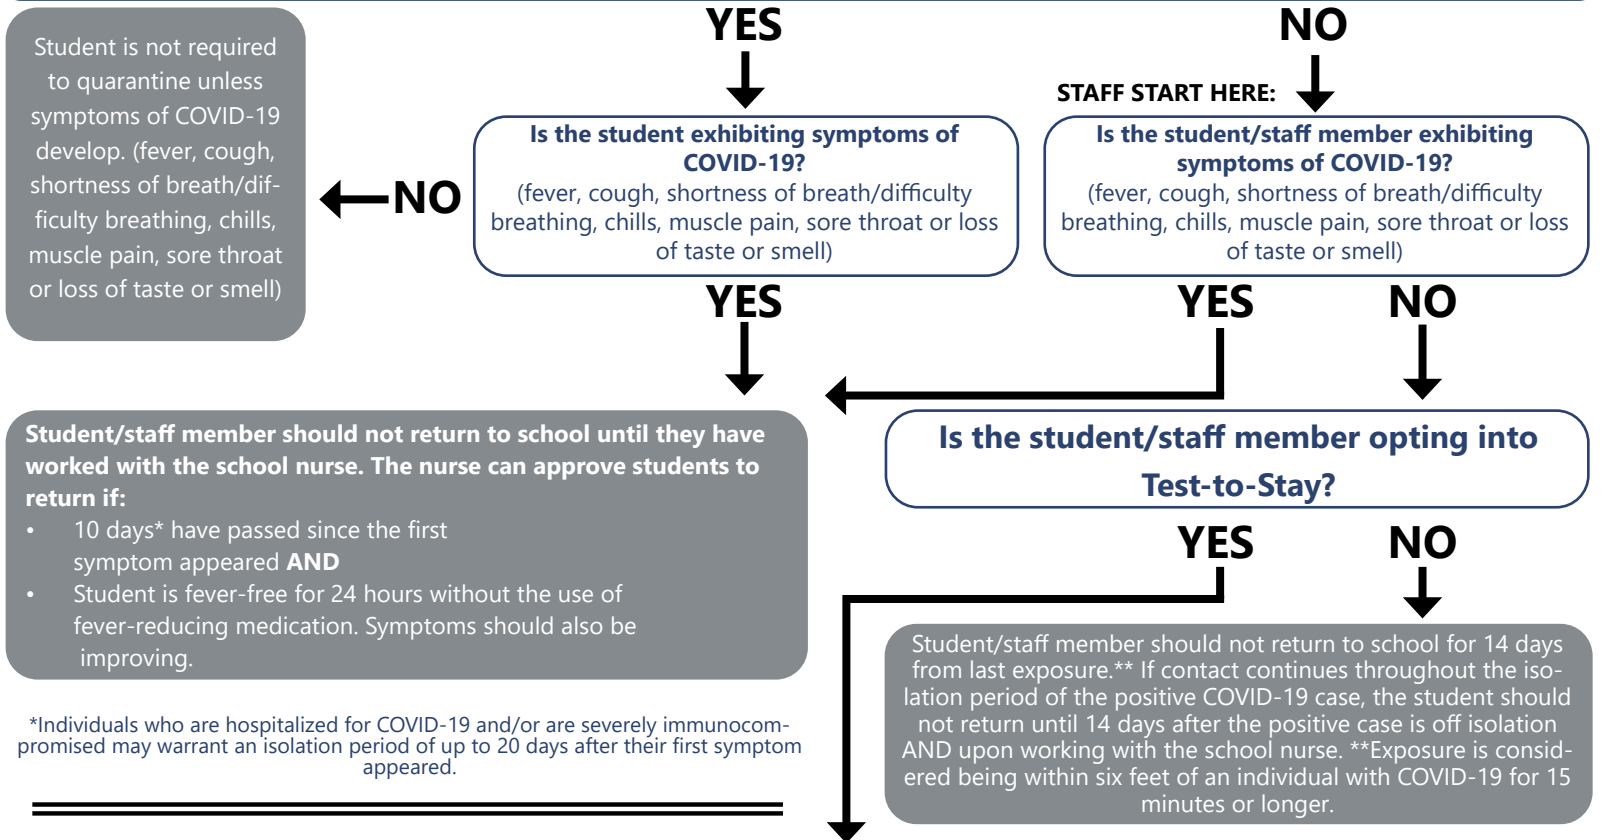 YES
NO
Student is not required
to quarantine unless
symptoms of COVID-19
develop. (fever, cough,
shortness of breath/dif-
ficulty breathing, chills,
muscle pain, sore throat
or loss of taste or smell)
NO
Is the student exhibiting symptoms of
COVID-19?
(fever, cough, shortness of breath/difficulty
breathing, chills, muscle pain, sore throat or loss
of taste or smell)
STAFF START HERE:
Is the student/staff member exhibiting
symptoms of COVID-19?
(fever, cough, shortness of breath/difficulty
breathing, chills, muscle pain, sore throat or loss
of taste or smell)
YES
YES
NO
Student/staff member should not return to school until they have
worked with the school nurse. The nurse can approve students to
return if:
• 10 days* have passed since the first
symptom appeared AND
• Student is fever-free for 24 hours without the use of
fever-reducing medication. Symptoms should also be
improving.
Is the student/staff member opting into
Test-to-Stay?
YES
NO
Student/staff member should not return to school for 14 days
from last exposure.** If contact continues throughout the iso-
lation period of the positive COVID-19 case, the student should
not return until 14 days after the positive case is off isolation
AND upon working with the school nurse. **Exposure is consid-
ered being within six feet of an individual with COVID-19 for 15
minutes or longer.
*Individuals who are hospitalized for COVID-19 and/or are severely immunocom-
promised may warrant an isolation period of up to 20 days after their first symptom
appeared.